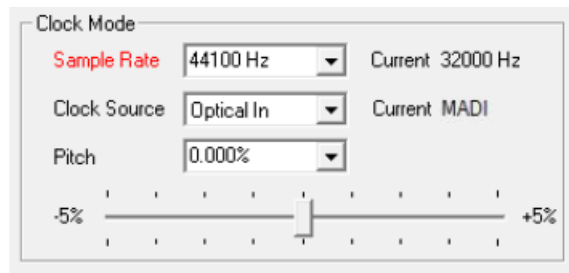 Clock Mode
Sample Rate 44100 Hz Current 32000 Hz
Clock Source Optical In Current MADI
Pitch 0.000%
-5% +5%